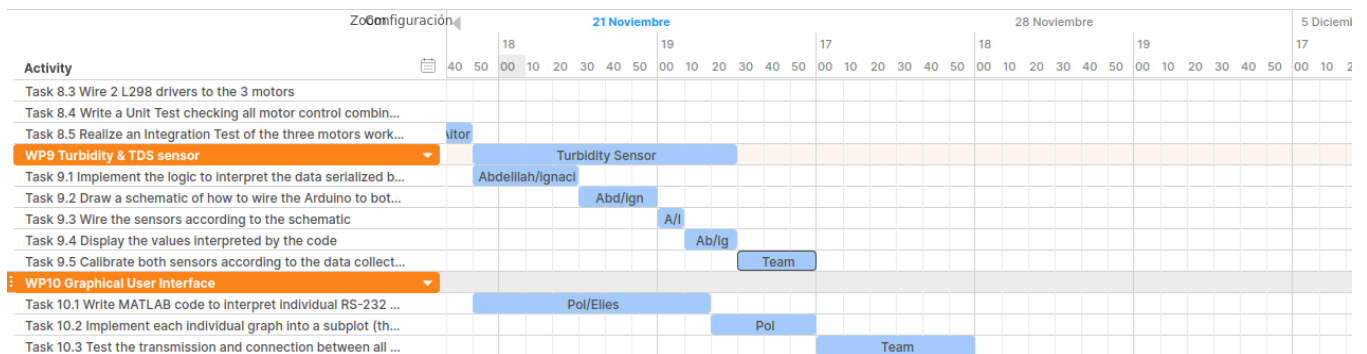 Zoom Configuración 21 Noviembre 28 Noviembre
18 19 17 18 19 17
Activity 40 50 00 10 20 30 40 50 00 10 20 30 40 50 00 10 20 30 40 50 00 10 20 30 40 50 00 10 20 30 40 50 00 10
Task 8.3 Wire 2 L298 drivers to the 3 motors
Task 8.4 Write a Unit Test checking all motor control combin...
Task 8.5 Realize an Integration Test of the three motors work...
WP9 Turbidity & TDS sensor Turbidity Sensor
Task 9.1 Implement the logic to interpret the data serialized b... Abdelilah/ignaci
Task 9.2 Draw a schematic of how to wire the Arduino to bot... Abd/ign
Task 9.3 Wire the sensors according to the schematic A/I
Task 9.4 Display the values interpreted by the code Ab/Ig
Task 9.5 Calibrate both sensors according to the data collect... Team
WP10 Graphical User Interface
Task 10.1 Write MATLAB code to interpret individual RS-232 ... Pol/Elies
Task 10.2 Implement each individual graph into a subplot (th... Pol
Task 10.3 Test the transmission and connection between all ... Team